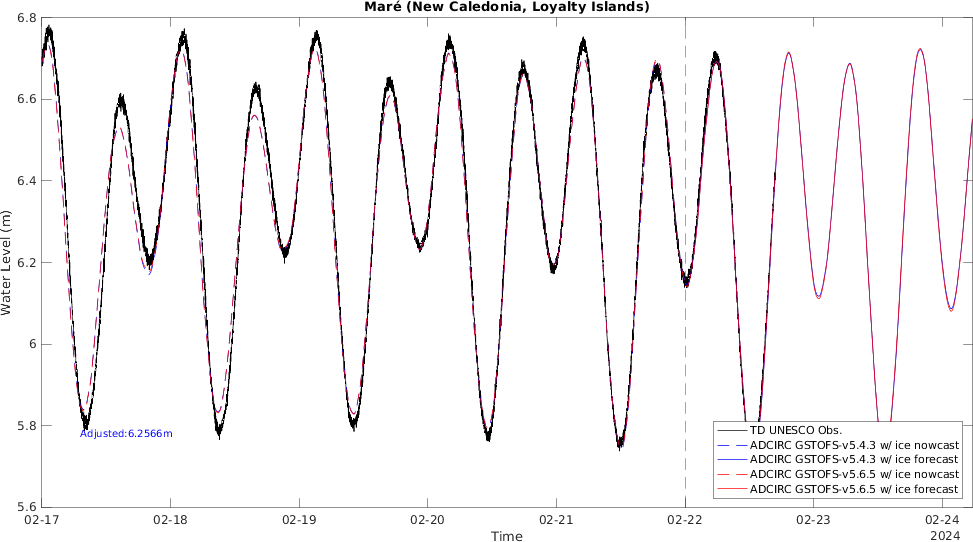 Maré (New Caledonia, Loyalty Islands)
6.8
6.6
6.4
6.2
6
5.8
5.6
Water Level (m)
Adjusted:6.2566m
TD UNESCO Obs.
ADCIRC GSTOFS-v5.4.3 w/ ice nowcast
ADCIRC GSTOFS-v5.4.3 w/ ice forecast
ADCIRC GSTOFS-v5.6.5 w/ ice nowcast
ADCIRC GSTOFS-v5.6.5 w/ ice forecast
02-17 02-18 02-19 02-20 02-21 02-22 02-23 02-24
Time
2024